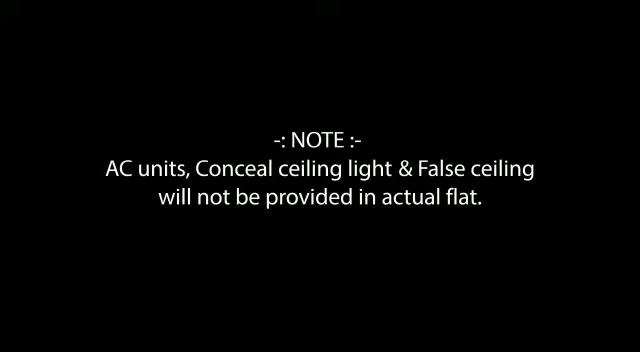 -: NOTE :-
AC units, Conceal ceiling light & False ceiling
will not be provided in actual flat.